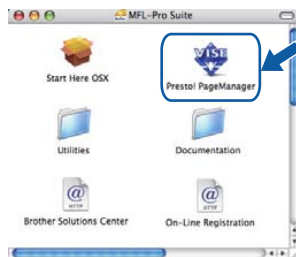 MFL-Pro Suite
VISE
Start Here OSX
Presto! PageManager
Utilities
Documentation
@
HTTP
@
HTTP
Brother Solutions Center
On-Line Registration